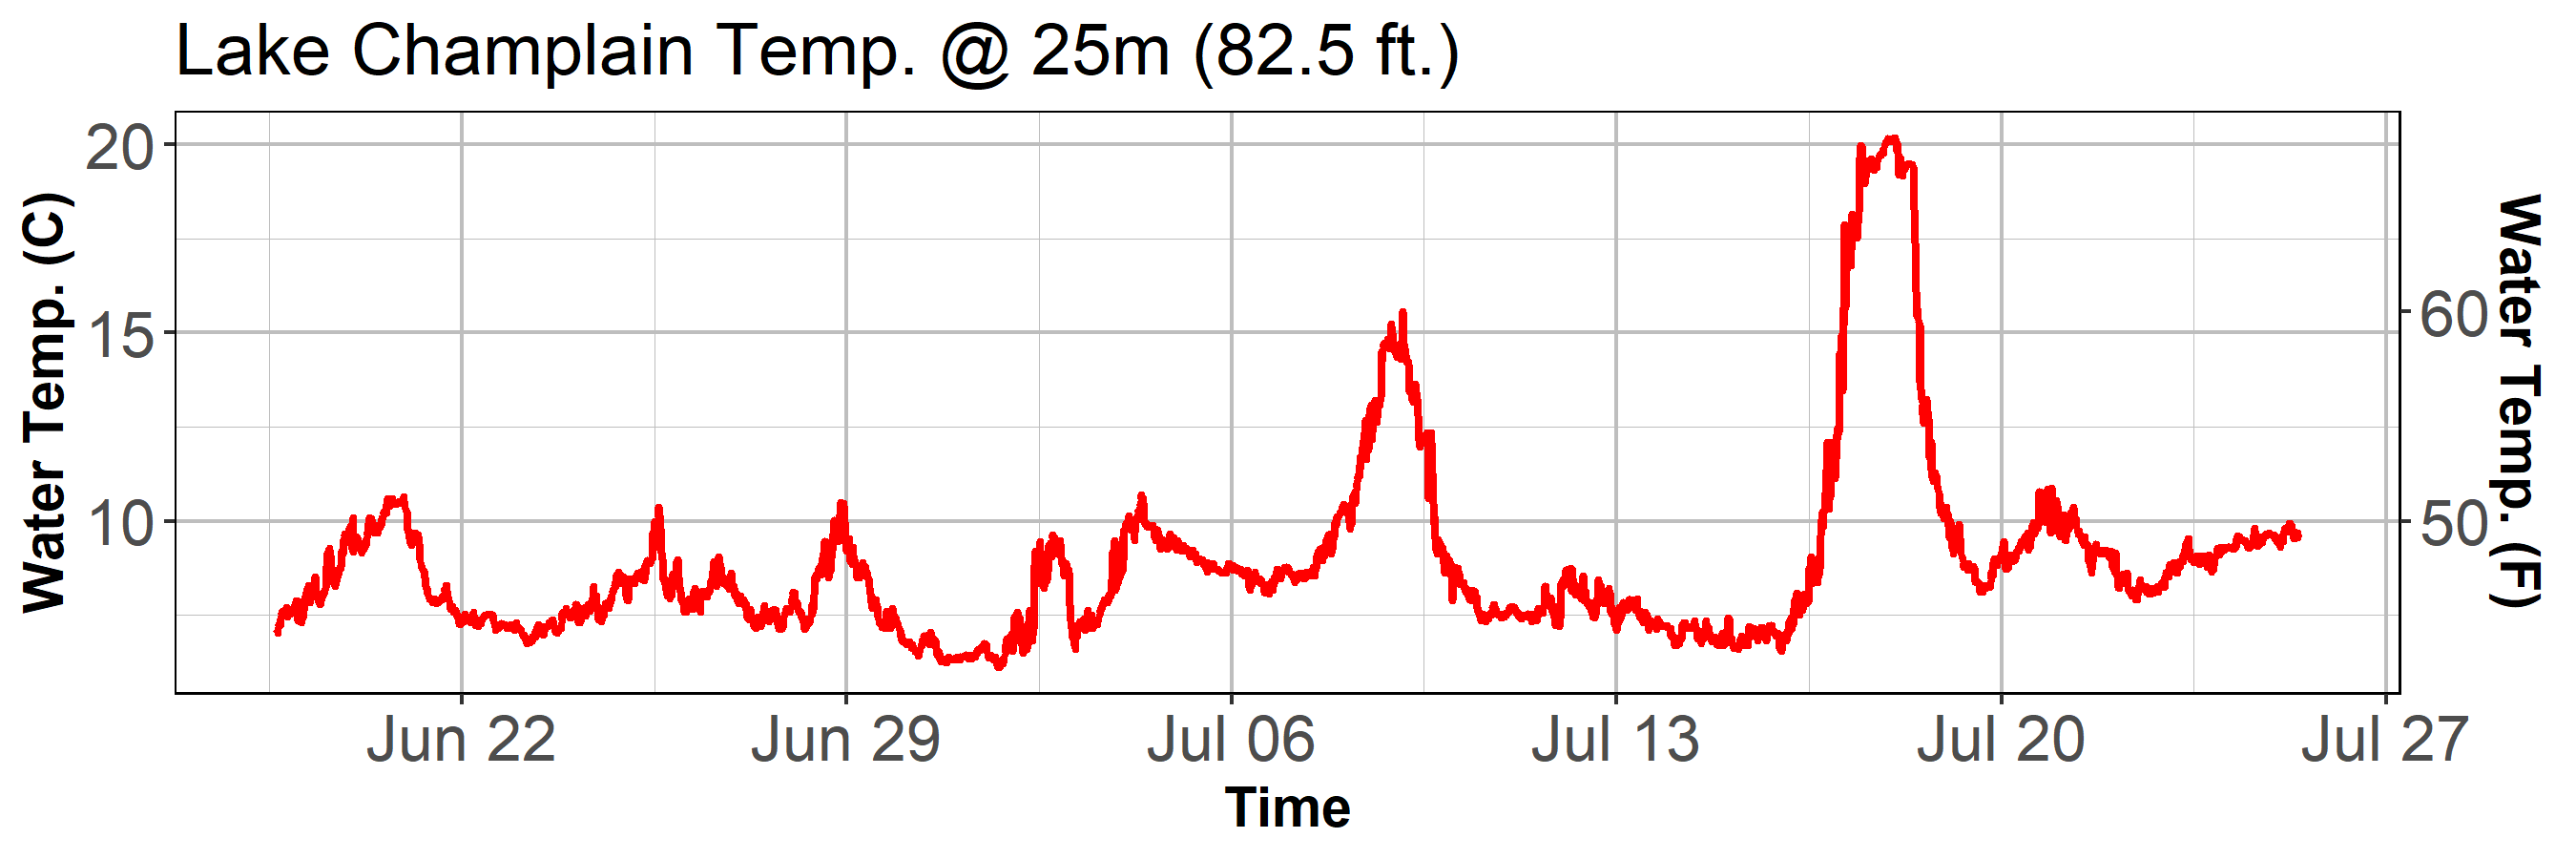 Lake Champlain Temp. @ 25m (82.5 ft.)
Water Temp. (C)
20
15
10
60
50
Water Temp. (F)
Jun 22 Jun 29 Jul 06 Jul 13 Jul 20 Jul 27
Time